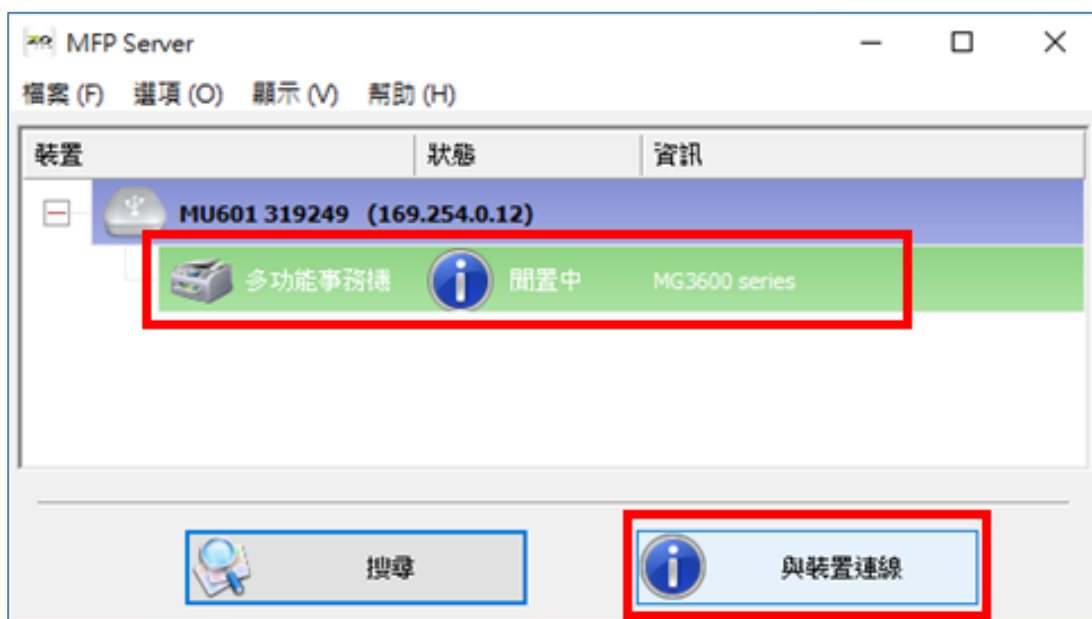 MFP Server
檔案 (F) 選項 (O) 顯示 (V) 幫助 (H)
裝置 狀態 資訊
MU601 319249 (169.254.0.12)
多功能事務機 閒置中 MG3600 series
搜尋 與裝置連線